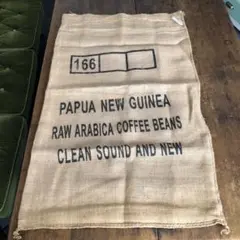 166
PAPUA NEW GUINEA
RAW ARABICA COFFEE BEANS
CLEAN SOUND AND NEW